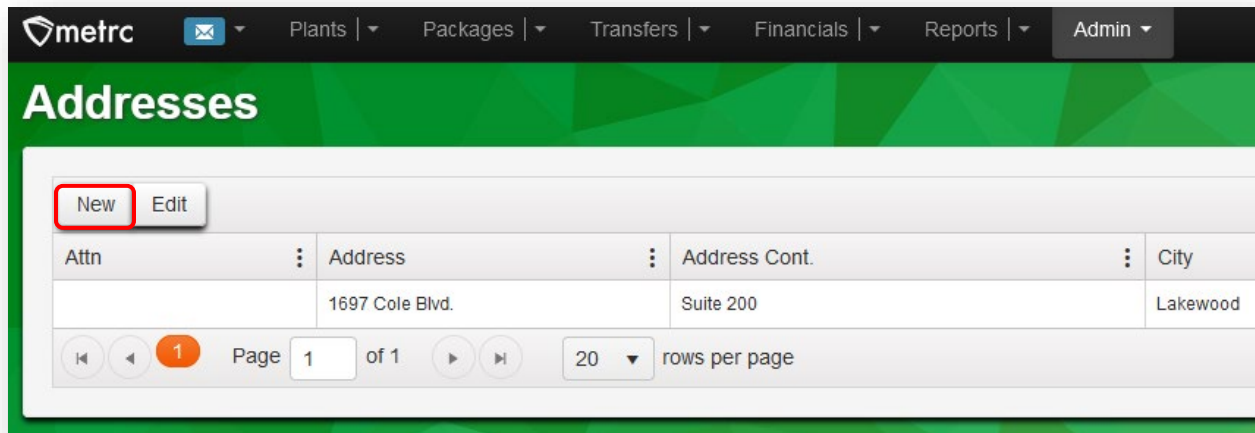 metrc Plants Packages Transfers Financials Reports Admin
Addresses
New Edit
Attn Address Address Cont. City
1697 Cole Blvd. Suite 200 Lakewood
1 Page 1 of 1 20 rows per page